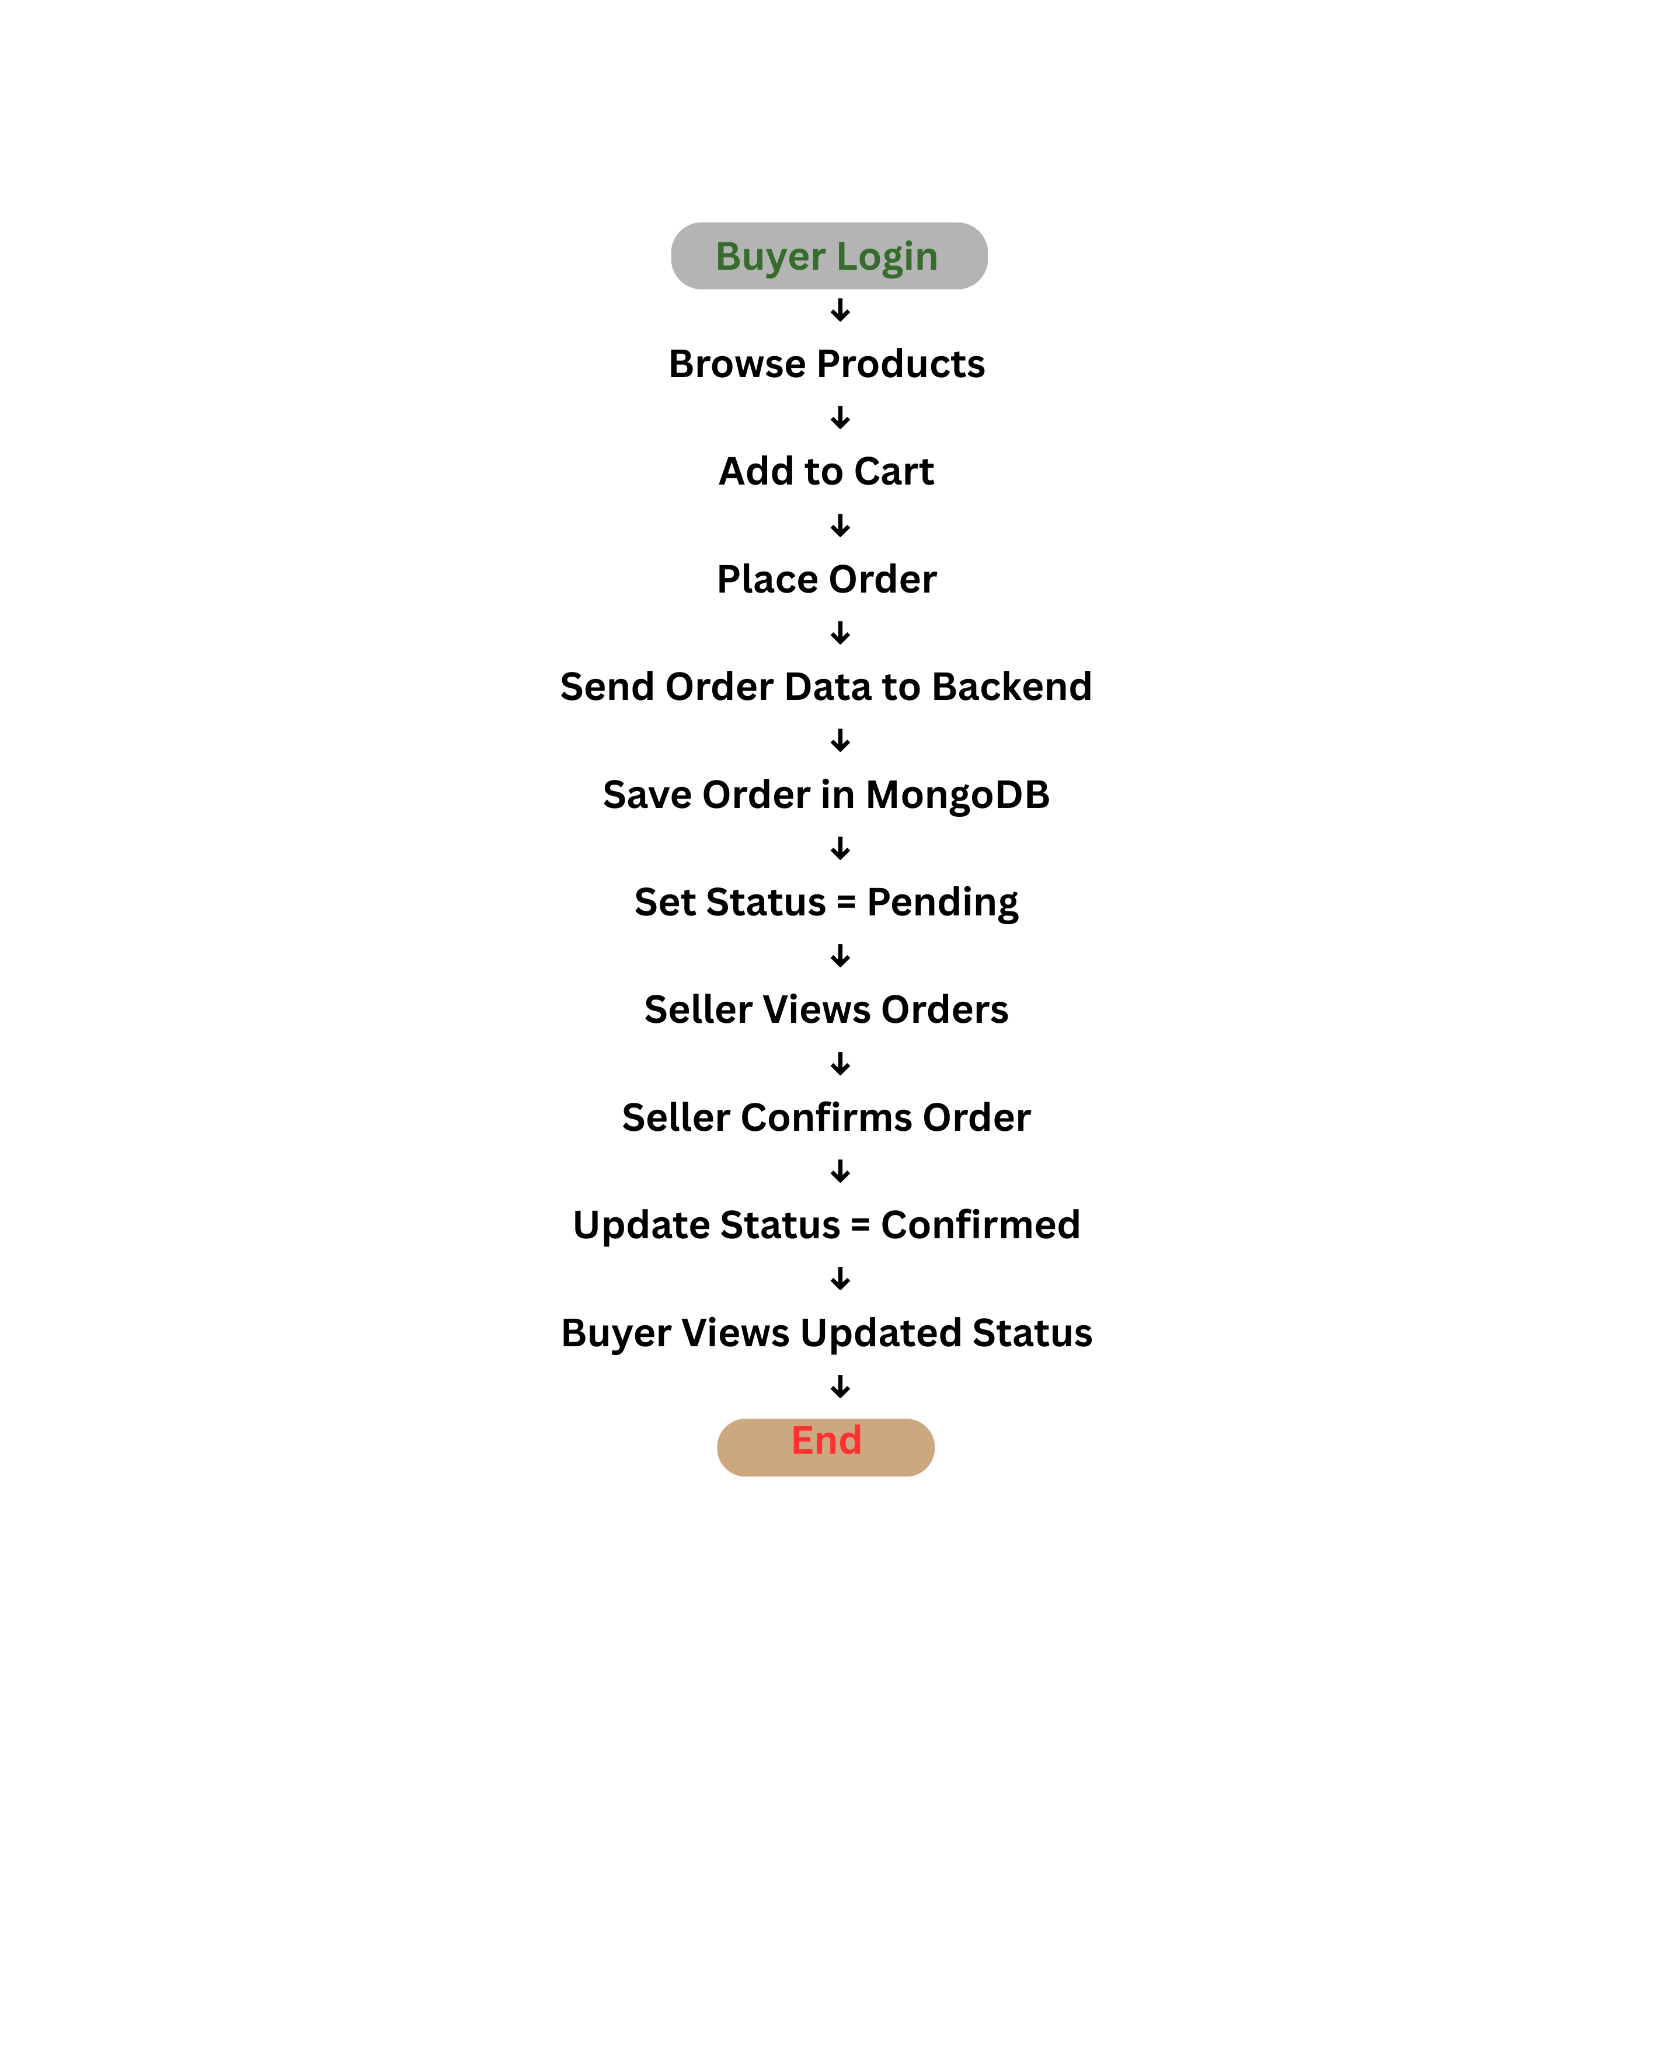 Buyer Login
↓
Browse Products
↓
Add to Cart
↓
Place Order
↓
Send Order Data to Backend
↓
Save Order in MongoDB
↓
Set Status = Pending
↓
Seller Views Orders
↓
Seller Confirms Order
↓
Update Status = Confirmed
↓
Buyer Views Updated Status
↓
End